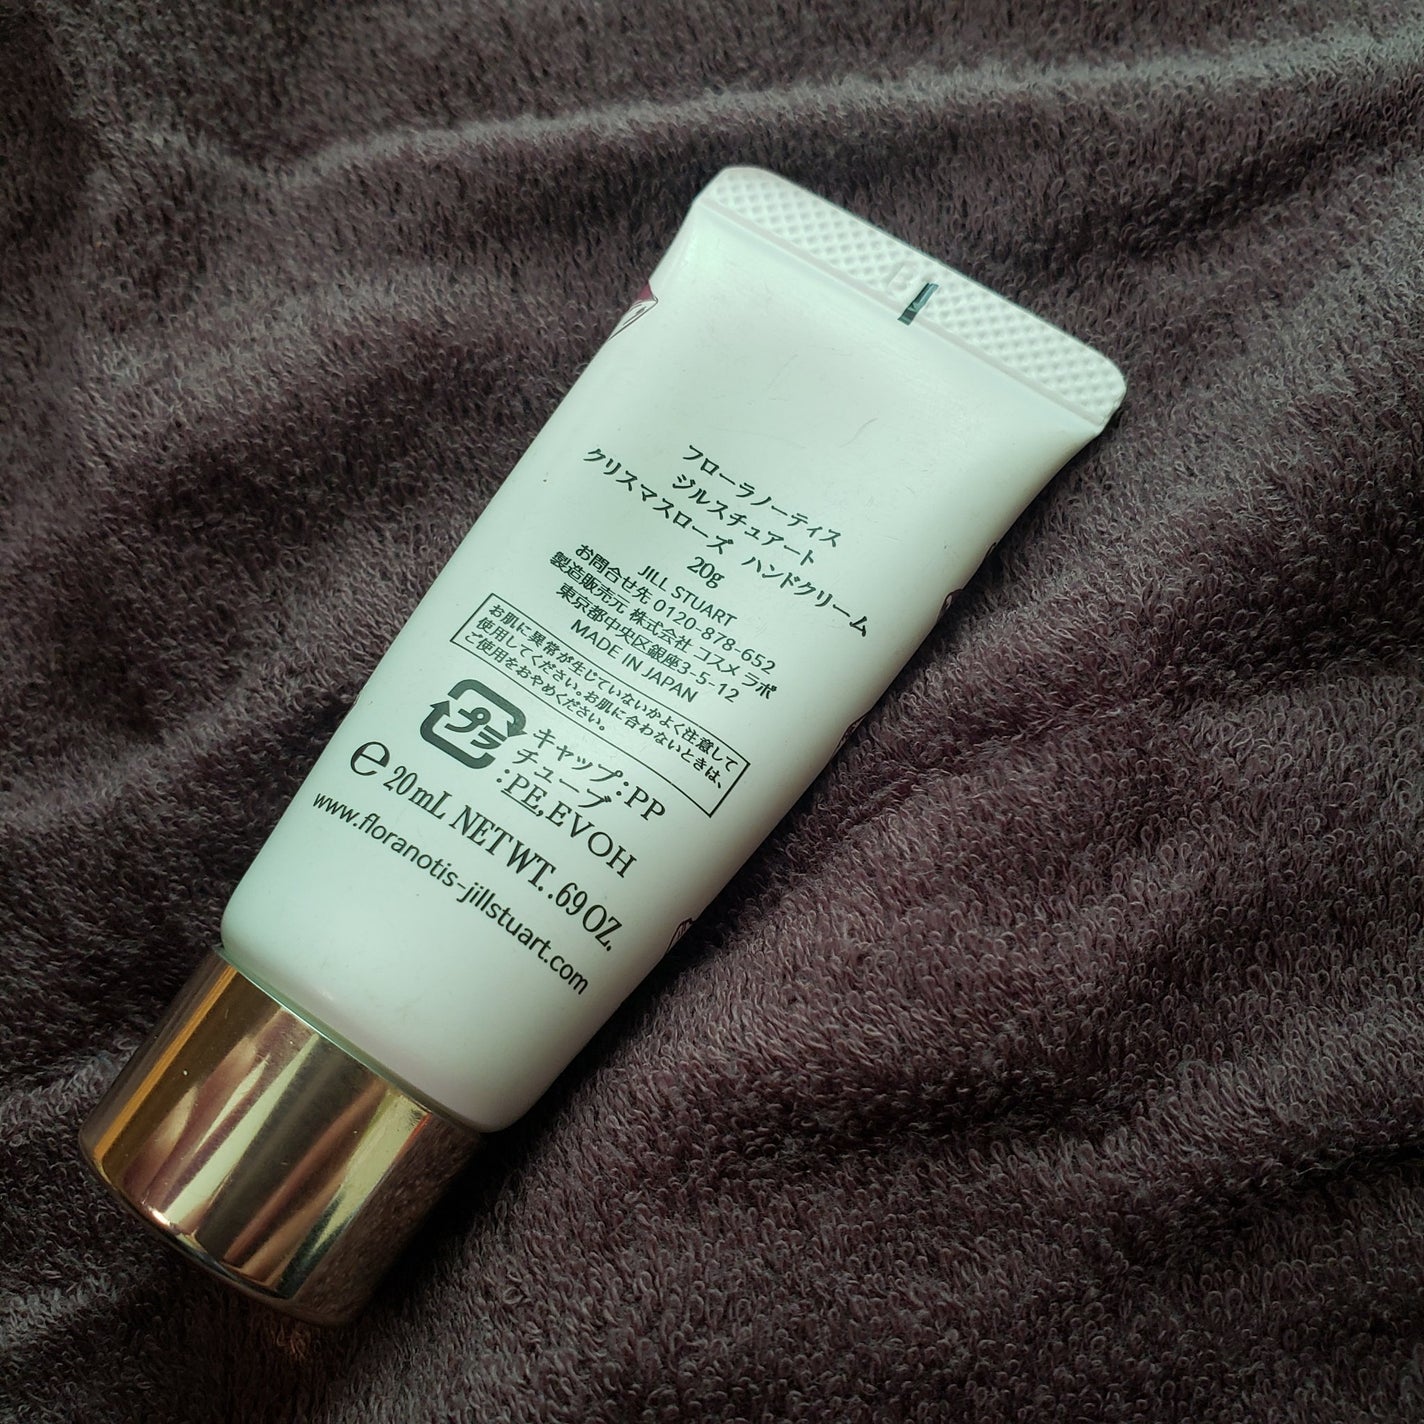 フローラノーティス
ジルスチュアート
クリスマスローズ ハンドクリーム
20g
JILL STUART
お問合せ先 0120-878-652
製造販売元 株式会社 コスメ ラボ
東京都中央区銀座3-5-12
MADE IN JAPAN
お肌に異常が生じていないかよく注意して
使用してください。お肌に合わないときは、
ご使用をおやめください。
プラ
キャップ:PP
チューブ
:PE,EVOH
℮ 20mL NET WT. .69 OZ.
www.floranotis-jillstuart.com